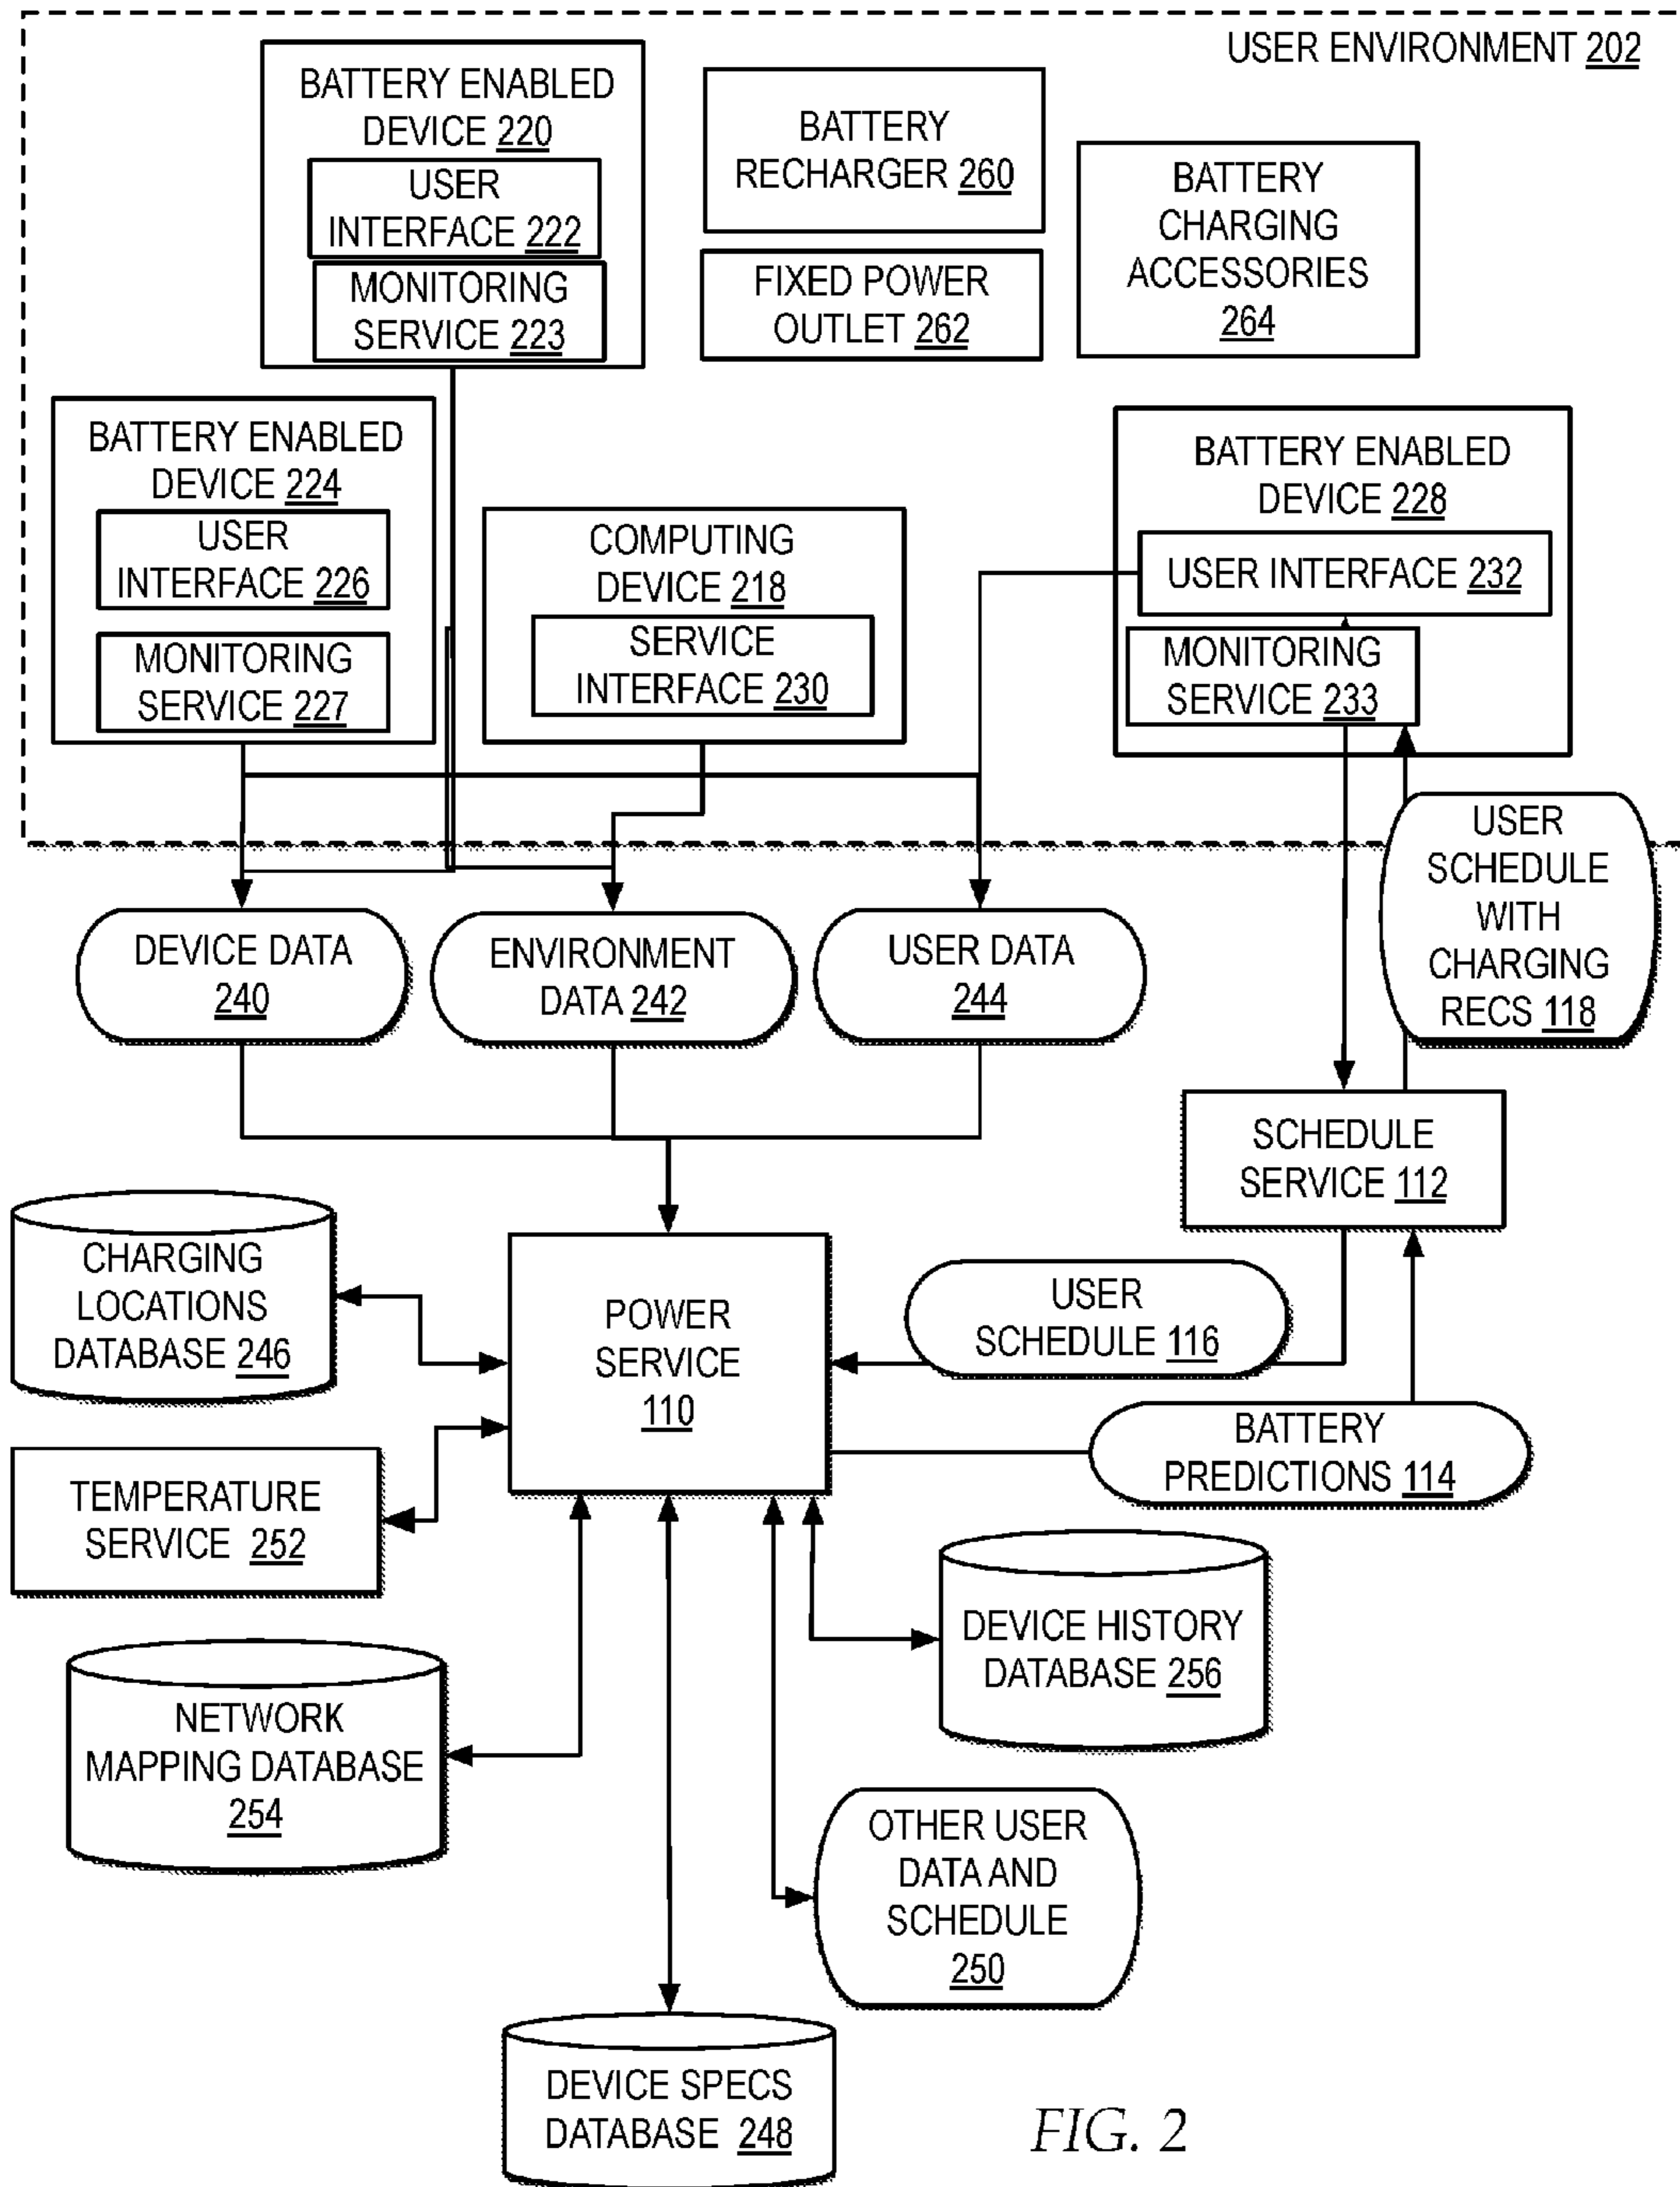 USER ENVIRONMENT 202
BATTERY ENABLED
DEVICE 220
USER
INTERFACE 222
MONITORING
SERVICE 223
BATTERY
RECHARGER 260
FIXED POWER
OUTLET 262
BATTERY
CHARGING
ACCESSORIES
264
BATTERY ENABLED
DEVICE 224
USER
INTERFACE 226
MONITORING
SERVICE 227
COMPUTING
DEVICE 218
SERVICE
INTERFACE 230
BATTERY ENABLED
DEVICE 228
USER INTERFACE 232
MONITORING
SERVICE 233
USER
SCHEDULE
WITH
CHARGING
RECS 118
DEVICE DATA
240
ENVIRONMENT
DATA 242
USER DATA
244
SCHEDULE
SERVICE 112
CHARGING
LOCATIONS
DATABASE 246
POWER
SERVICE
110
USER
SCHEDULE 116
BATTERY
PREDICTIONS 114
TEMPERATURE
SERVICE 252
DEVICE HISTORY
DATABASE 256
NETWORK
MAPPING DATABASE
254
OTHER USER
DATA AND
SCHEDULE
250
DEVICE SPECS
DATABASE 248
FIG. 2